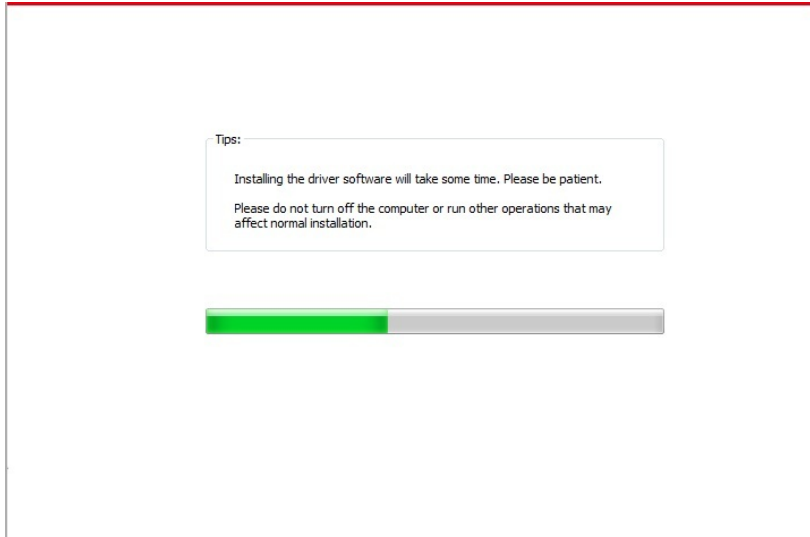 Tips:
Installing the driver software will take some time. Please be patient.
Please do not turn off the computer or run other operations that may
affect normal installation.